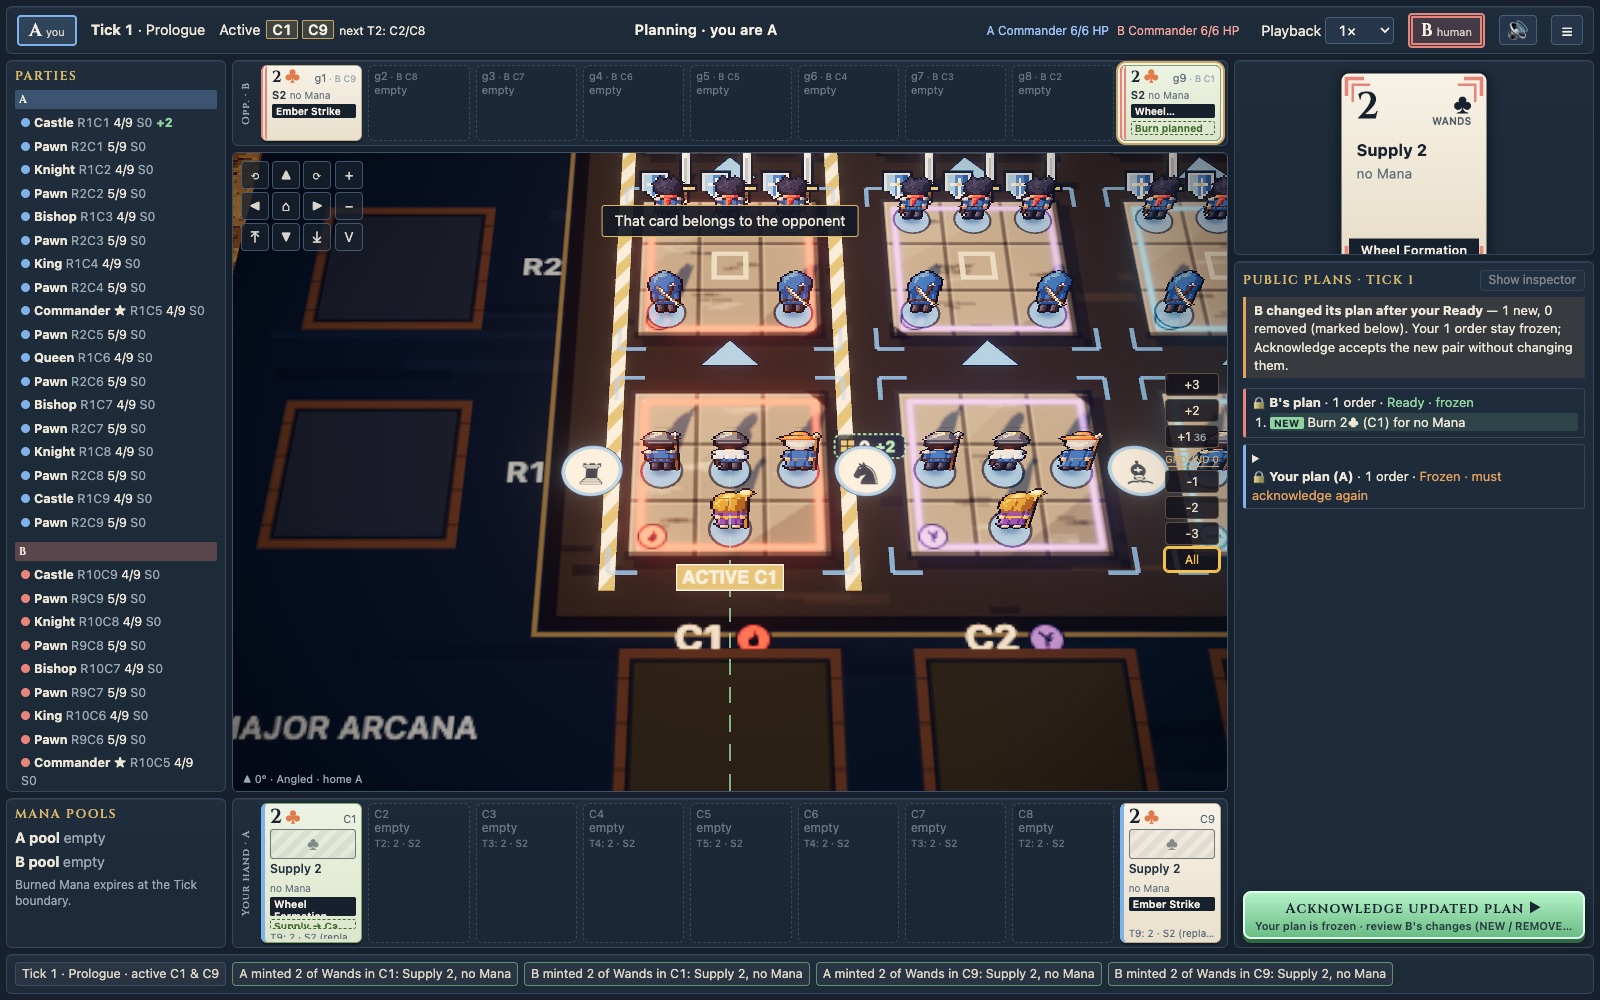 A you
Tick 1 · Prologue
Active C1 C9 next T2: C2/C8
Planning · you are A
A Commander 6/6 HP B Commander 6/6 HP
Playback 1×
B human
PARTIES
A
Castle R1C1 4/9 S0 +2
Pawn R2C1 5/9 S0
Knight R1C2 4/9 S0
Pawn R2C2 5/9 S0
Bishop R1C3 4/9 S0
Pawn R2C3 5/9 S0
King R1C4 4/9 S0
Pawn R2C4 5/9 S0
Commander ★ R1C5 4/9 S0
Pawn R2C5 5/9 S0
Queen R1C6 4/9 S0
Pawn R2C6 5/9 S0
Bishop R1C7 4/9 S0
Pawn R2C7 5/9 S0
Knight R1C8 4/9 S0
Pawn R2C8 5/9 S0
Castle R1C9 4/9 S0
Pawn R2C9 5/9 S0
B
Castle R10C9 4/9 S0
Pawn R9C9 5/9 S0
Knight R10C8 4/9 S0
Pawn R9C8 5/9 S0
Bishop R10C7 4/9 S0
Pawn R9C7 5/9 S0
King R10C6 4/9 S0
Pawn R9C6 5/9 S0
Commander ★ R10C5 4/9
S0
MANA POOLS
A pool empty
B pool empty
Burned Mana expires at the Tick
boundary.
OPP. · B
2♣ g1 · B C9
S2 no Mana
Ember Strike
g2 · B C8
empty
g3 · B C7
empty
g4 · B C6
empty
g5 · B C5
empty
g6 · B C4
empty
g7 · B C3
empty
g8 · B C2
empty
2♣ g9 · B C1
S2 no Mana
Wheel...
Burn planned
That card belongs to the opponent
V
R2
R1
+2
+3
+2
+1 36
-1
-2
-3
All
ACTIVE C1
C1
C2
MAJOR ARCANA
▲ 0° · Angled · home A
YOUR HAND · A
2♣ C1
Supply 2
no Mana
Wheel
T9: 2 · S2 (repla...
C2
empty
T2: 2 · S2
C3
empty
T3: 2 · S2
C4
empty
T4: 2 · S2
C5
empty
T5: 2 · S2
C6
empty
T4: 2 · S2
C7
empty
T3: 2 · S2
C8
empty
T2: 2 · S2
2♣ C9
Supply 2
no Mana
Ember Strike
T9: 2 · S2 (repla...
2 ♣
WANDS
Supply 2
no Mana
Wheel Formation
PUBLIC PLANS · TICK 1
Show inspector
B changed its plan after your Ready — 1 new, 0
removed (marked below). Your 1 order stay frozen;
Acknowledge accepts the new pair without changing
them.
B's plan · 1 order · Ready · frozen
1. NEW Burn 2♣ (C1) for no Mana
Your plan (A) · 1 order · Frozen · must
acknowledge again
ACKNOWLEDGE UPDATED PLAN ▶
Your plan is frozen · review B's changes (NEW / REMOVE...
Tick 1 · Prologue · active C1 & C9
A minted 2 of Wands in C1: Supply 2, no Mana
B minted 2 of Wands in C1: Supply 2, no Mana
A minted 2 of Wands in C9: Supply 2, no Mana
B minted 2 of Wands in C9: Supply 2, no Mana